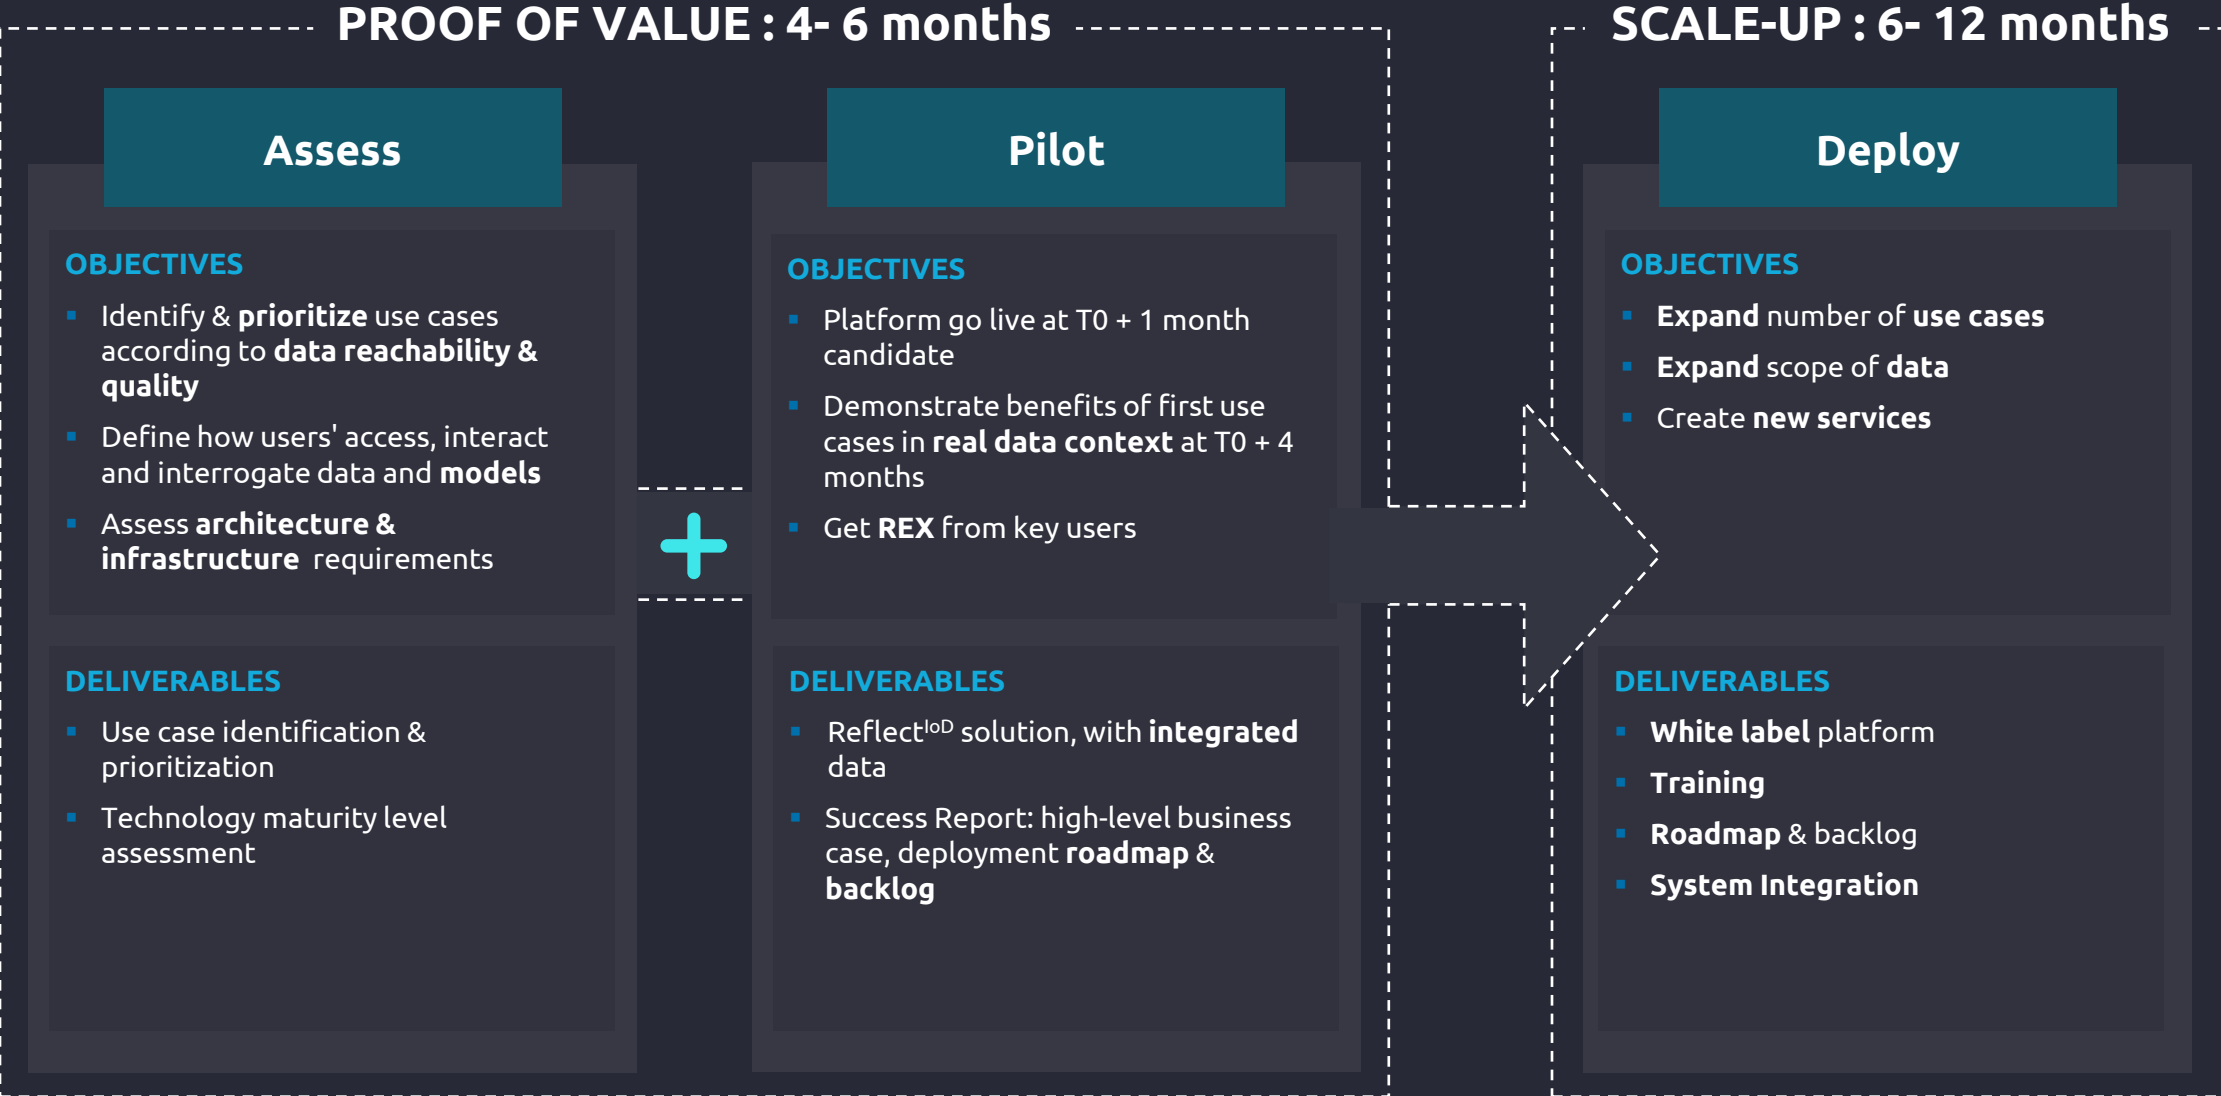 PROOF OF VALUE : 4- 6 months
Assess
OBJECTIVES
Identify & prioritize use cases
according to data reachability &
quality
Define how users' access, interact
and interrogate data and models
Assess architecture &
infrastructure requirements
DELIVERABLES
Use case identification &
prioritization
Technology maturity level
assessment
Pilot
OBJECTIVES
Platform go live at T0 + 1 month
candidate
Demonstrate benefits of first use
cases in real data context at T0 + 4
months
Get REX from key users
DELIVERABLES
ReflectIoD solution, with integrated
data
Success Report: high-level business
case, deployment roadmap &
backlog
SCALE-UP : 6- 12 months
Deploy
OBJECTIVES
Expand number of use cases
Expand scope of data
Create new services
DELIVERABLES
White label platform
Training
Roadmap & backlog
System Integration